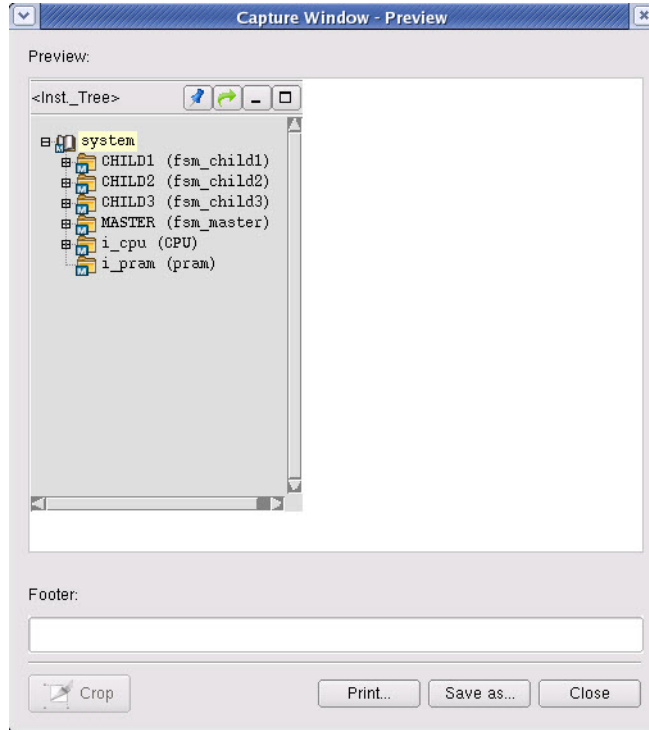 Capture Window - Preview
Preview:
<Inst._Tree>
system
CHILD1 (fsm_child1)
CHILD2 (fsm_child2)
CHILD3 (fsm_child3)
MASTER (fsm_master)
i_cpu (CPU)
i_pram (pram)
Footer:
Crop
Print...
Save as...
Close